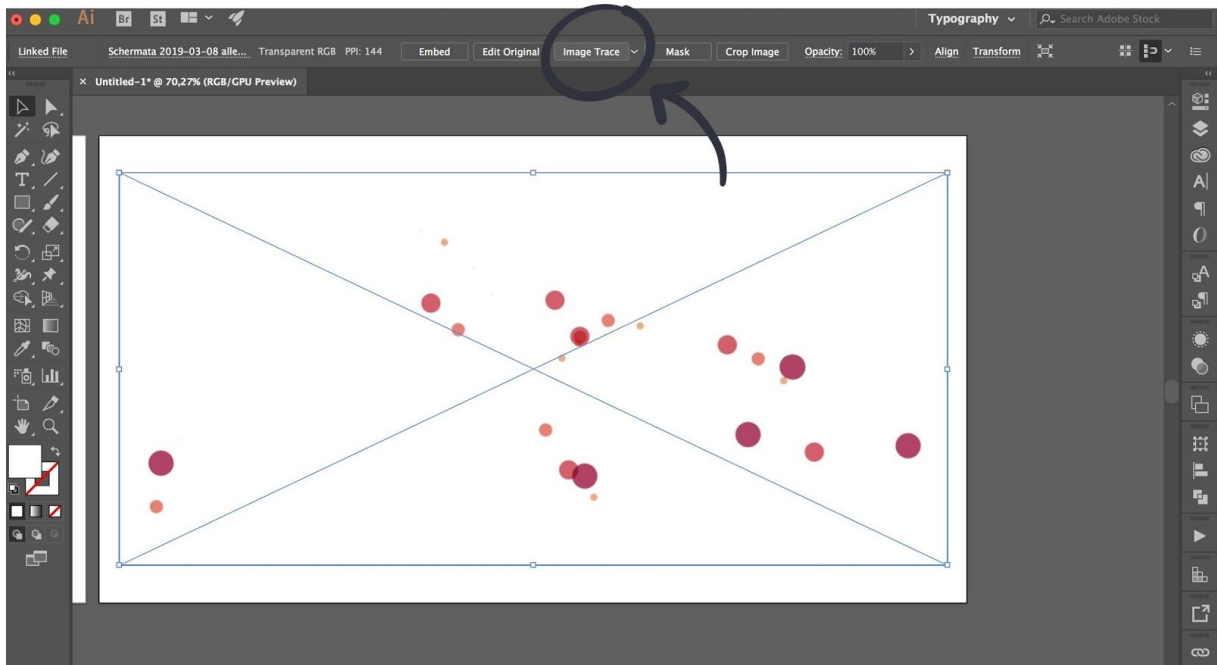 Ai Br St Typography Search Adobe Stock
Linked File Schermata 2019-03-08 alle... Transparent RGB PPI: 144 Embed Edit Original Image Trace Mask Crop Image Opacity: 100% Align Transform
× Untitled-1* @ 70,27% (RGB/GPU Preview)